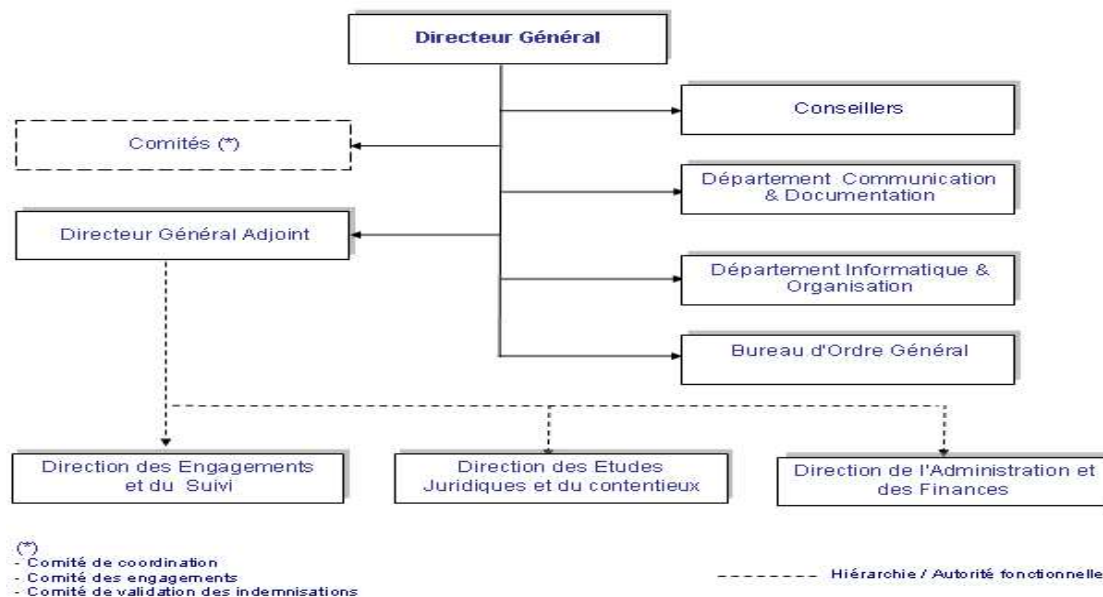 Directeur Général
Conseillers
Comités (*)
Département Communication
& Documentation
Directeur Général Adjoint
Département Informatique &
Organisation
Bureau d'Ordre Général
Direction des Engagements
et du Suivi
Direction des Etudes
Juridiques et du contentieux
Direction de l'Administration et
des Finances
(*)
- Comité de coordination
- Comité des engagements
- Comité de validation des indemnisations
Hiérarchie / Autorité fonctionnelle